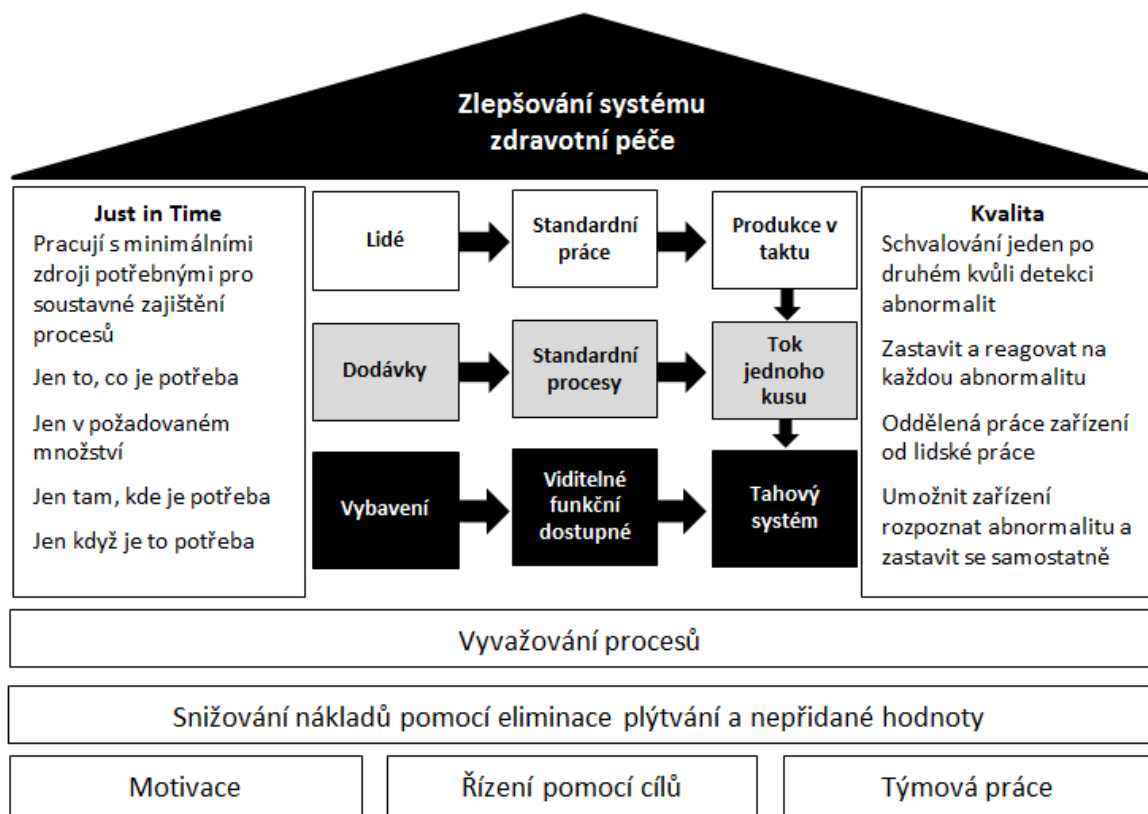 Zlepšování systému
zdravotní péče
Just in Time
Pracují s minimálními
zdroji potřebnými pro
soustavné zajištění
procesů
Jen to, co je potřeba
Jen v požadovaném
množství
Jen tam, kde je potřeba
Jen když je to potřeba
Lidé
Standardní
práce
Produkce v
taktu
Dodávky
Standardní
procesy
Tok
jednoho
kusu
Vybavení
Viditelné
funkční
dostupné
Tahový
systém
Kvalita
Schvalování jeden po
druhém kvůli detekci
abnormalit
Zastavit a reagovat na
každou abnormalitu
Oddělená práce zařízení
od lidské práce
Umožnit zařízení
rozpoznat abnormalitu a
zastavit se samostatně
Vyvažování procesů
Snižování nákladů pomocí eliminace plýtvání a nepřidané hodnoty
Motivace
Řízení pomocí cílů
Týmová práce